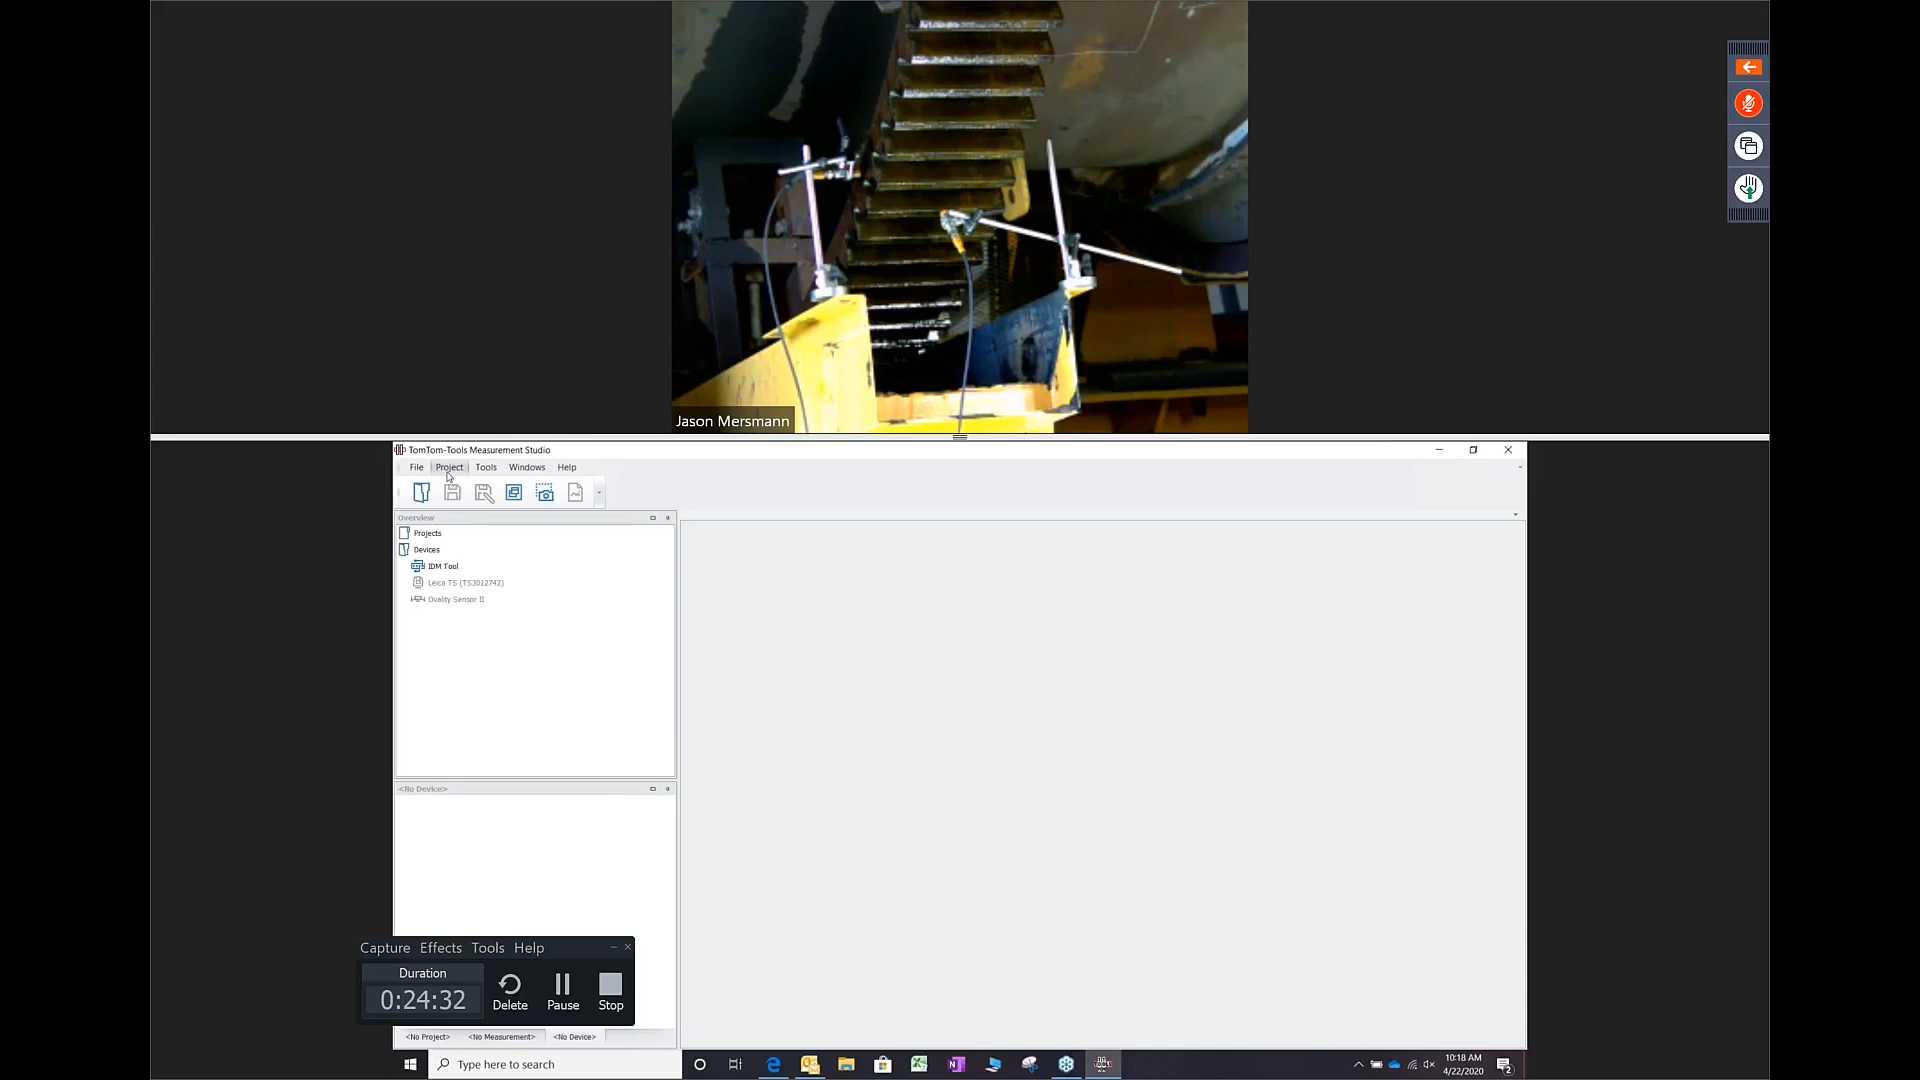 Jason Mersmann
TomTom-Tools Measurement Studio
File Project Tools Windows Help
Overview
Projects
Devices
IDM Tool
Leica TS (TS3012742)
Ovality Sensor II
<No Device>
Capture Effects Tools Help
Duration
0:24:32
Delete Pause Stop
<No Project> <No Measurement> <No Device>
Type here to search
10:18 AM
4/22/2020
2